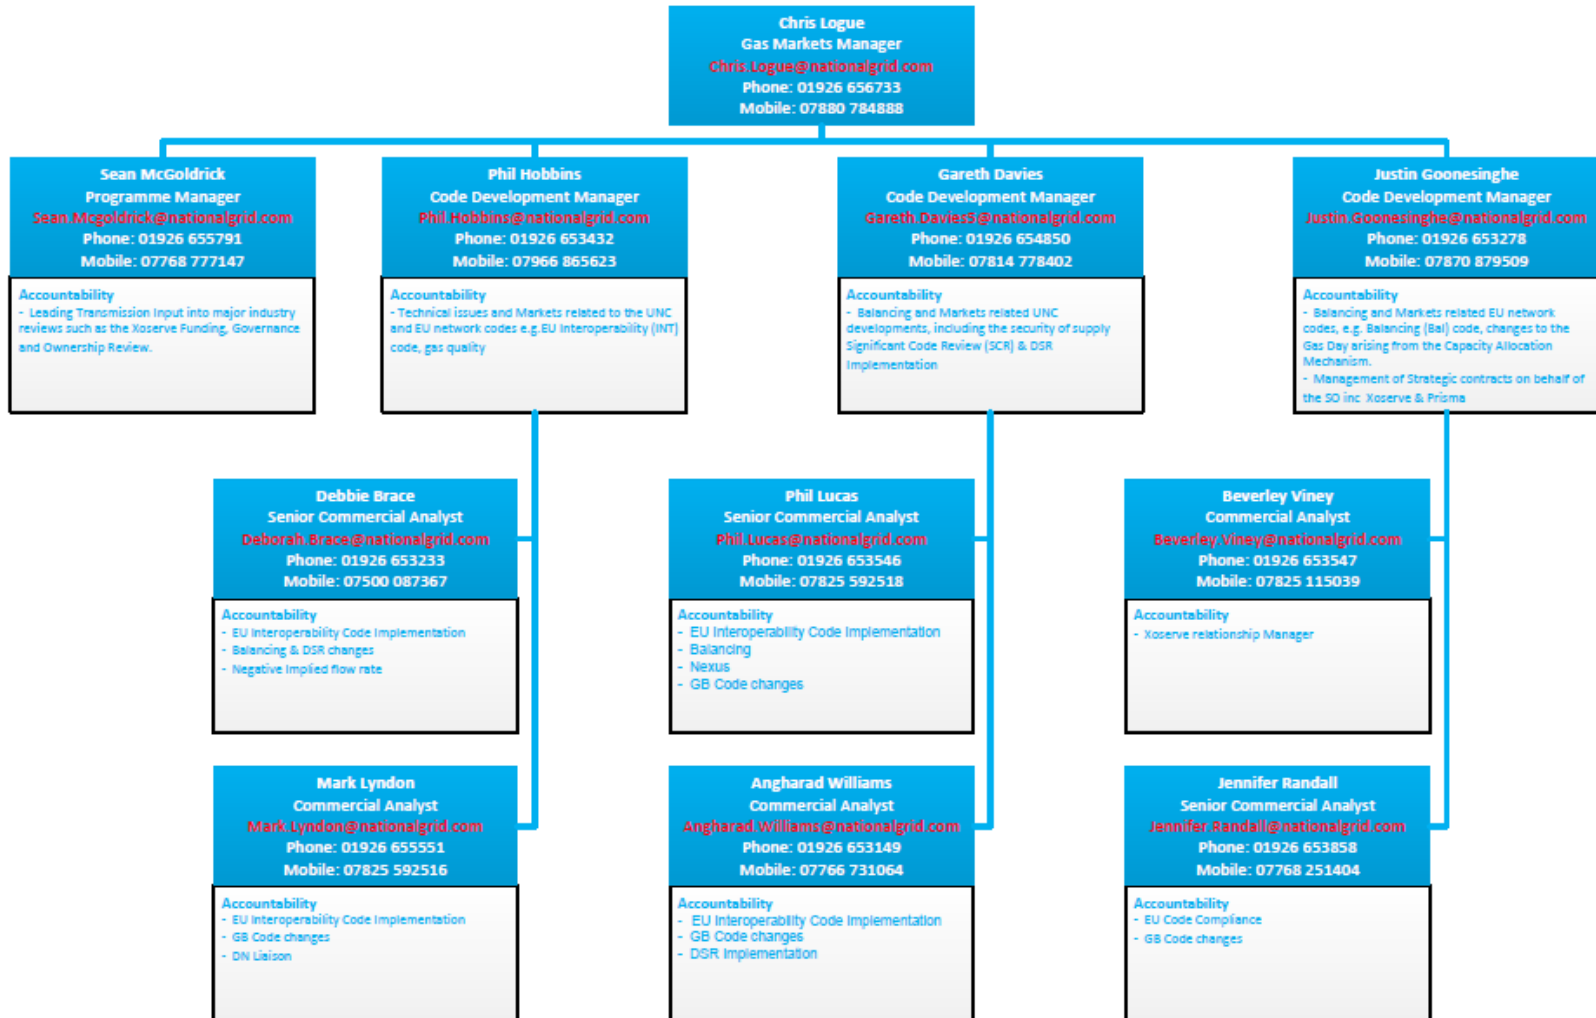 Chris Logue
Gas Markets Manager
Chris.Logue@nationalgrid.com
Phone: 01926 656733
Mobile: 07880 784888
Sean McGoldrick
Programme Manager
Sean.Mcgoldrick@nationalgrid.com
Phone: 01926 655791
Mobile: 07768 777147
Accountability
- Leading Transmission Input into major industry
reviews such as the Xoserve Funding, Governance
and Ownership Review.
Phil Hobbins
Code Development Manager
Phil.Hobbins@nationalgrid.com
Phone: 01926 653432
Mobile: 07966 865623
Accountability
- Technical issues and Markets related to the UNC
and EU network codes e.g.EU Interoperability (INT)
code, gas quality
Gareth Davies
Code Development Manager
Gareth.Davies5@nationalgrid.com
Phone: 01926 654850
Mobile: 07814 778402
Accountability
- Balancing and Markets related UNC
developments, including the security of supply
Significant Code Review (SCR) & DSR
Implementation
Justin Goonesinghe
Code Development Manager
Justin.Goonesinghe@nationalgrid.com
Phone: 01926 653278
Mobile: 07870 879509
Accountability
- Balancing and Markets related EU network
codes, e.g. Balancing (Bal) code, changes to the
Gas Day arising from the Capacity Allocation
Mechanism.
- Management of Strategic contracts on behalf of
the SO inc Xoserve & Prisma
Debbie Brace
Senior Commercial Analyst
Deborah.Brace@nationalgrid.com
Phone: 01926 653233
Mobile: 07500 087367
Accountability
- EU Interoperability Code Implementation
- Balancing & DSR changes
- Negative Implied flow rate
Phil Lucas
Senior Commercial Analyst
Phil.Lucas@nationalgrid.com
Phone: 01926 653546
Mobile: 07825 592518
Accountability
- EU Interoperability Code Implementation
- Balancing
- Nexus
- GB Code changes
Beverley Viney
Commercial Analyst
Beverley.Viney@nationalgrid.com
Phone: 01926 653547
Mobile: 07825 115039
Accountability
- Xoserve relationship Manager
Mark Lyndon
Commercial Analyst
Mark.Lyndon@nationalgrid.com
Phone: 01926 655551
Mobile: 07825 592516
Accountability
- EU Interoperability Code Implementation
- GB Code changes
- DN Liaison
Angharad Williams
Commercial Analyst
Angharad.Williams@nationalgrid.com
Phone: 01926 653149
Mobile: 07766 731064
Accountability
- EU Interoperability Code Implementation
- GB Code changes
- DSR Implementation
Jennifer Randall
Senior Commercial Analyst
Jennifer.Randall@nationalgrid.com
Phone: 01926 653858
Mobile: 07768 251404
Accountability
- EU Code Compliance
- GB Code changes